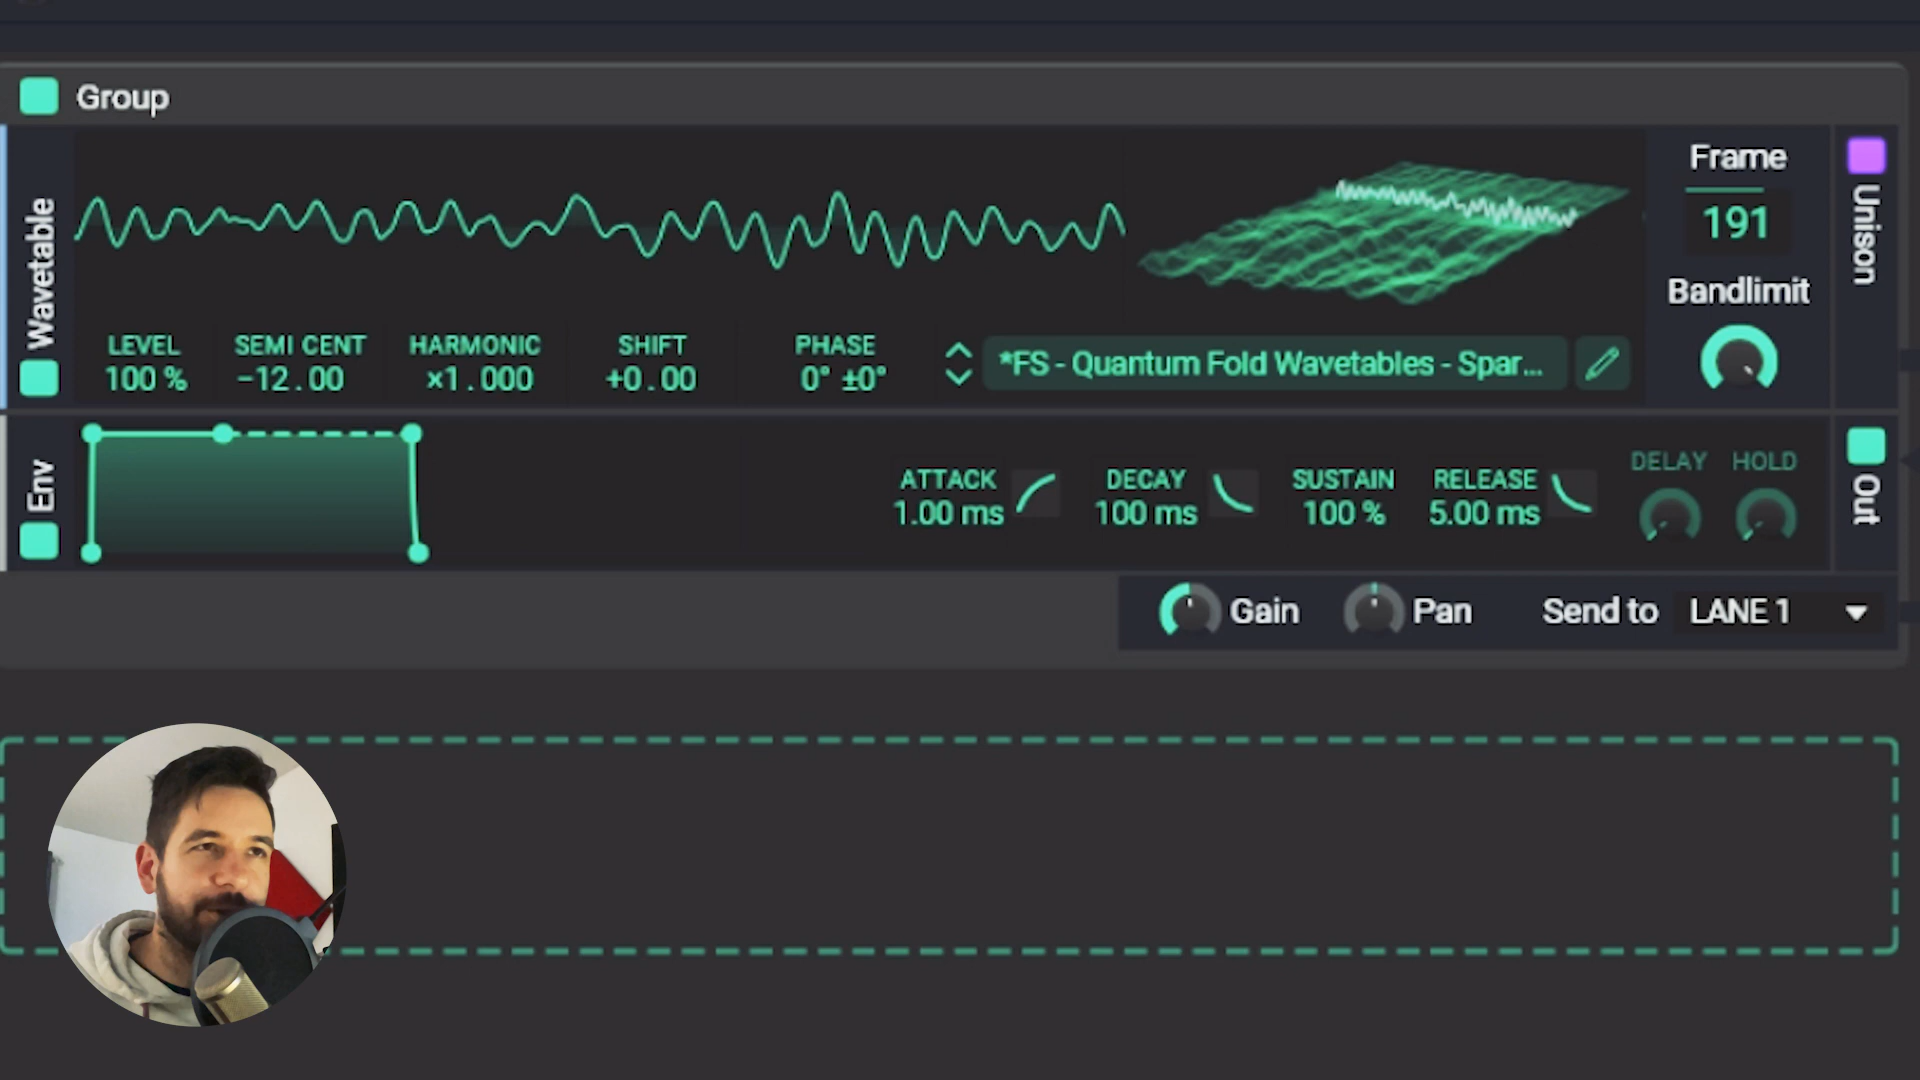 Group
Wavetable
Frame
191
Bandlimit
Unison
LEVEL SEMI CENT HARMONIC SHIFT PHASE
100 % -12.00 ×1.000 +0.00 0° ±0°
*FS - Quantum Fold Wavetables - Spar...
Env
ATTACK DECAY SUSTAIN RELEASE DELAY HOLD
1.00 ms 100 ms 100 % 5.00 ms
Out
Gain Pan Send to LANE 1